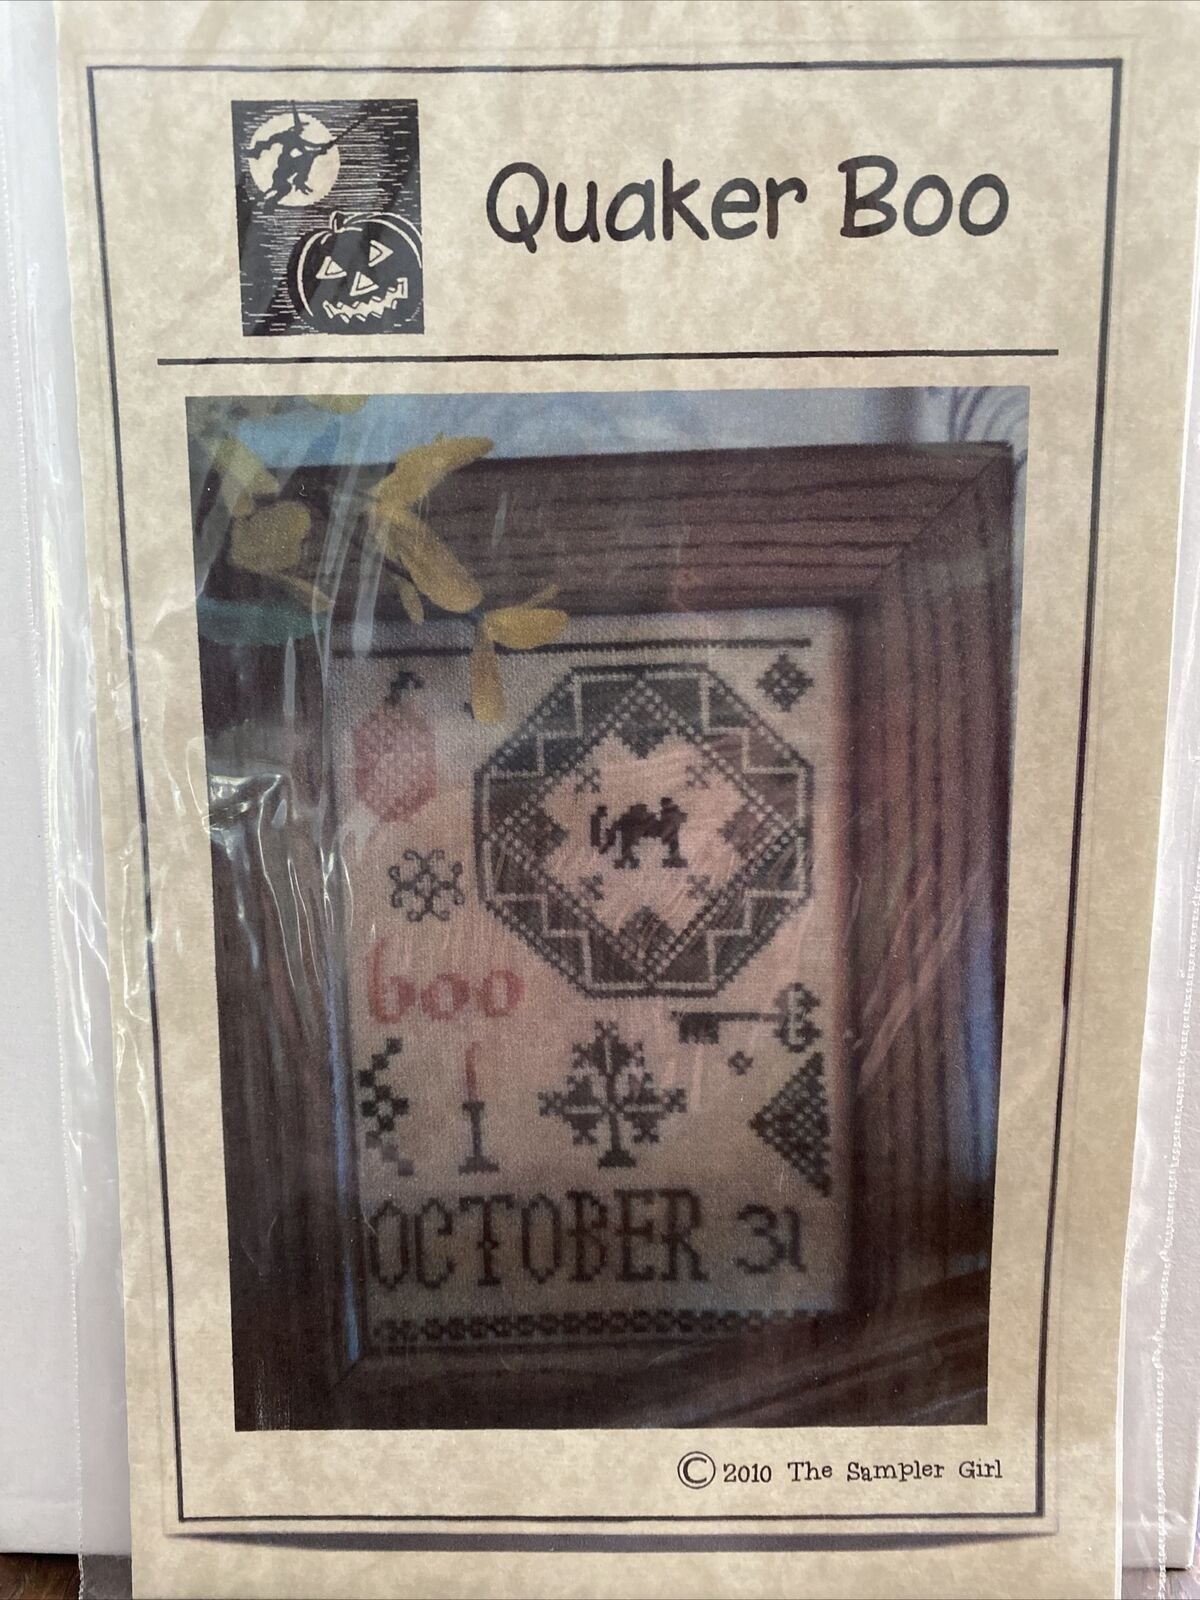 Quaker Boo
boo
OCTOBER 31
©2010 The Sampler Girl